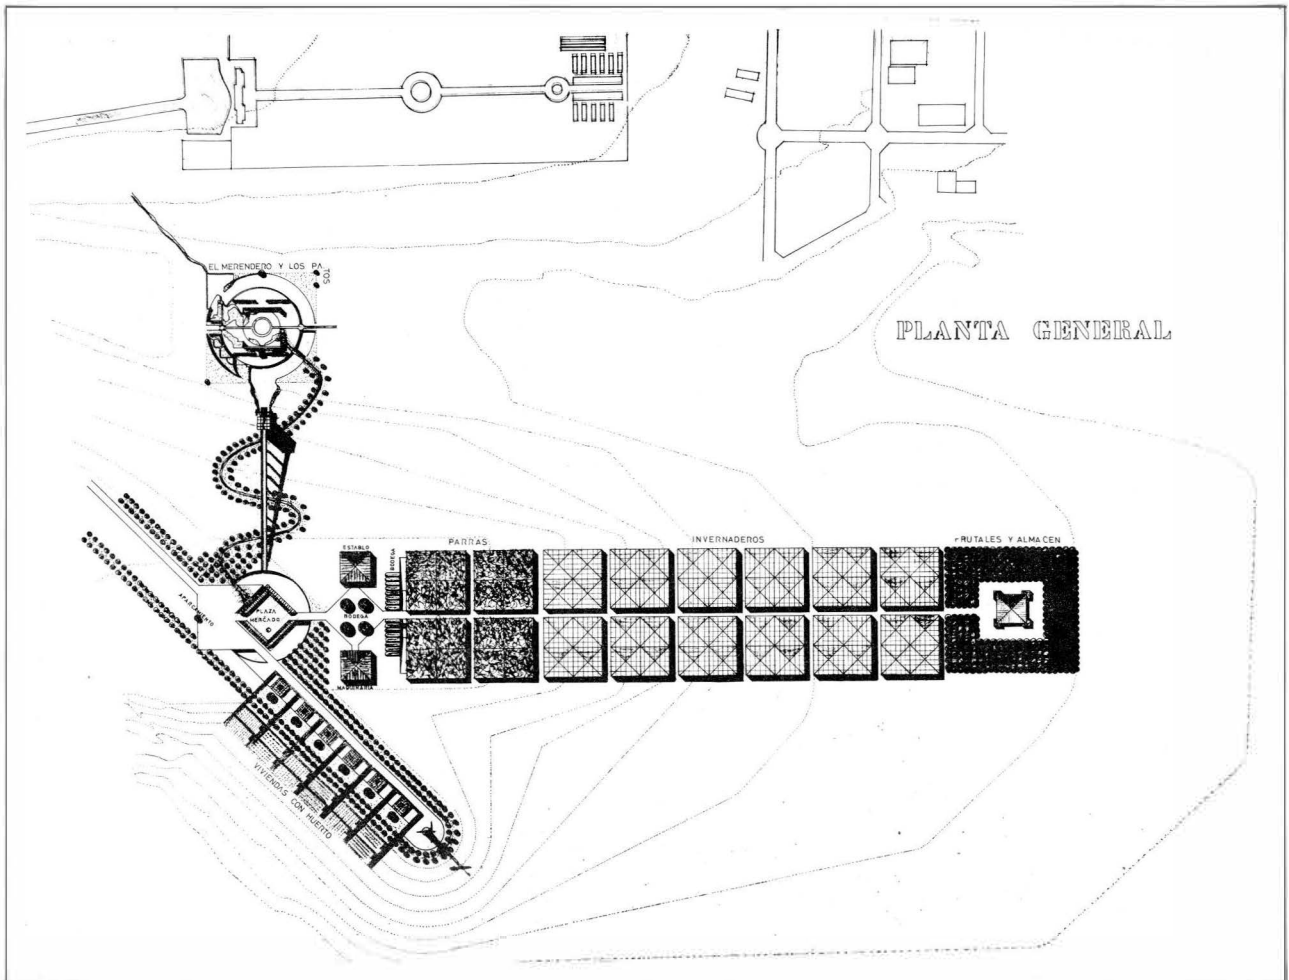 EL MERENDERO Y LOS PATOS
PLANTA GENERAL
ESTABLO
BODEGA
PARRAS
INVERNADEROS
FRUTALES Y ALMACEN
APARCAMIENTO
PLAZA
MERCADO
BODEGA
MAQUINARIA
VIVIENDAS CON HUERTO